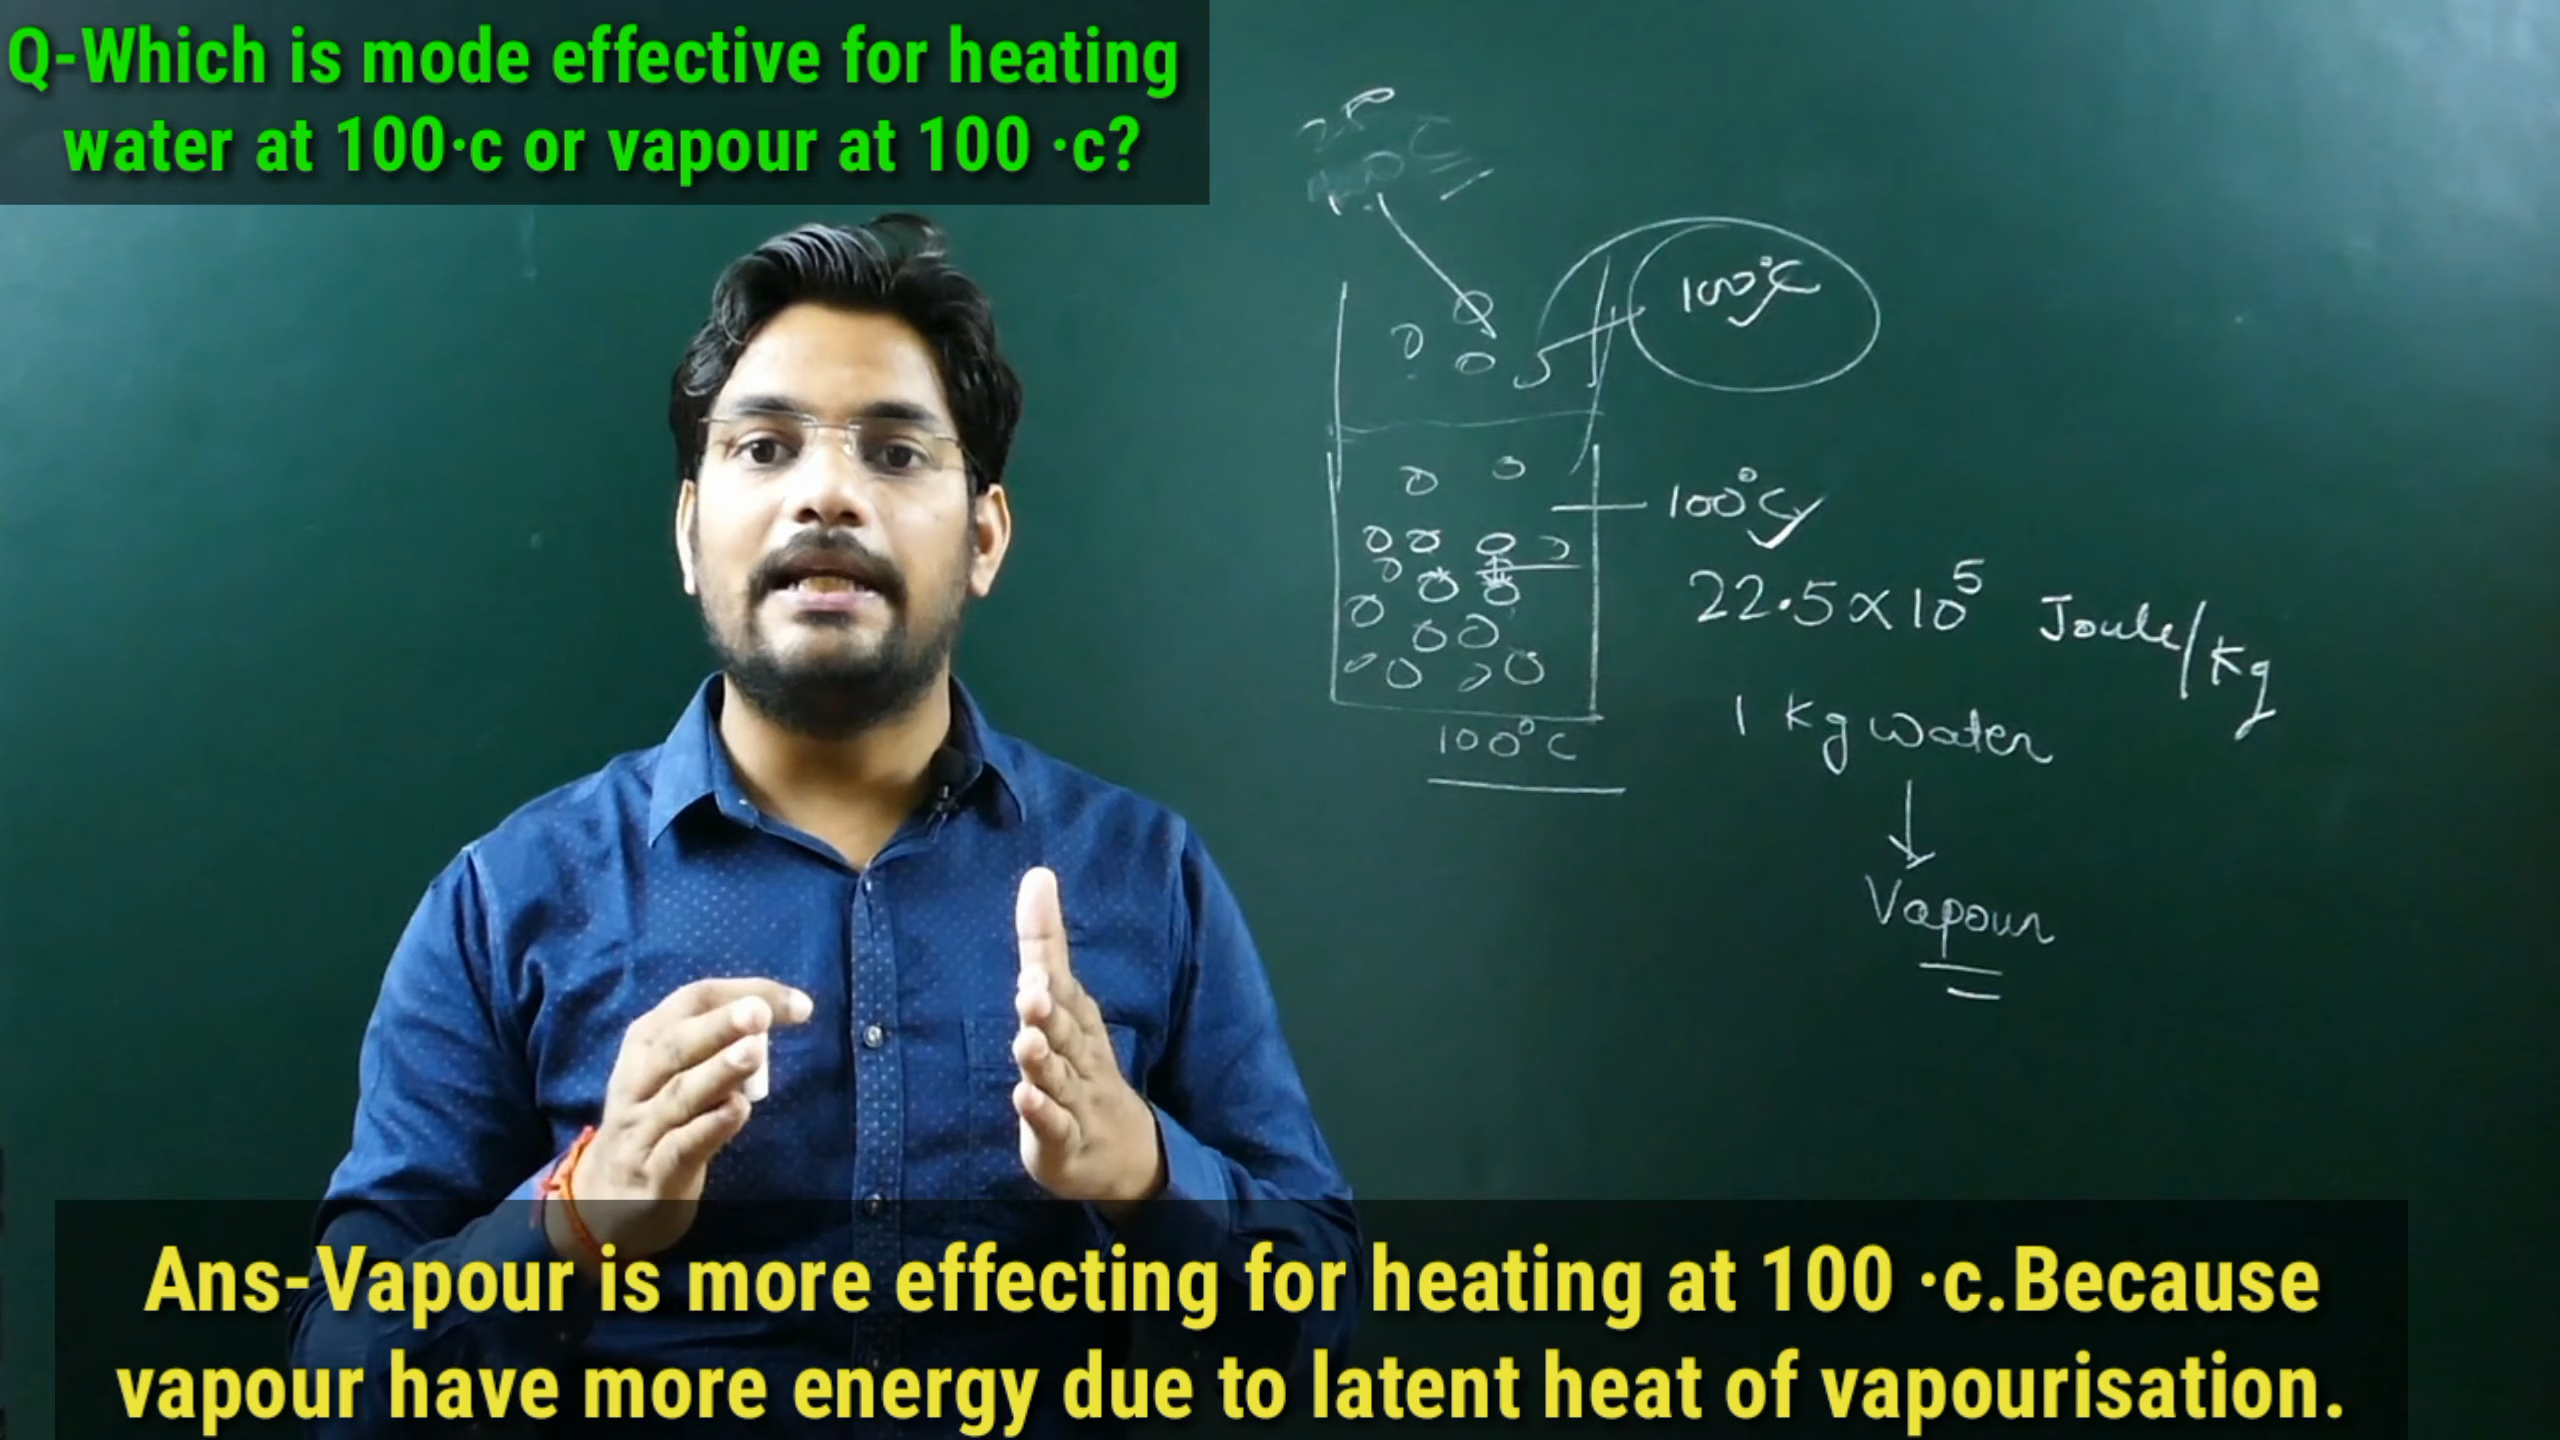 Q-Which is mode effective for heating
water at 100·c or vapour at 100 ·c?
100°C
100°C
22.5×10⁵ Joule/Kg
1 Kg water
100°C
Vapour
Ans-Vapour is more effecting for heating at 100 ·c.Because
vapour have more energy due to latent heat of vapourisation.